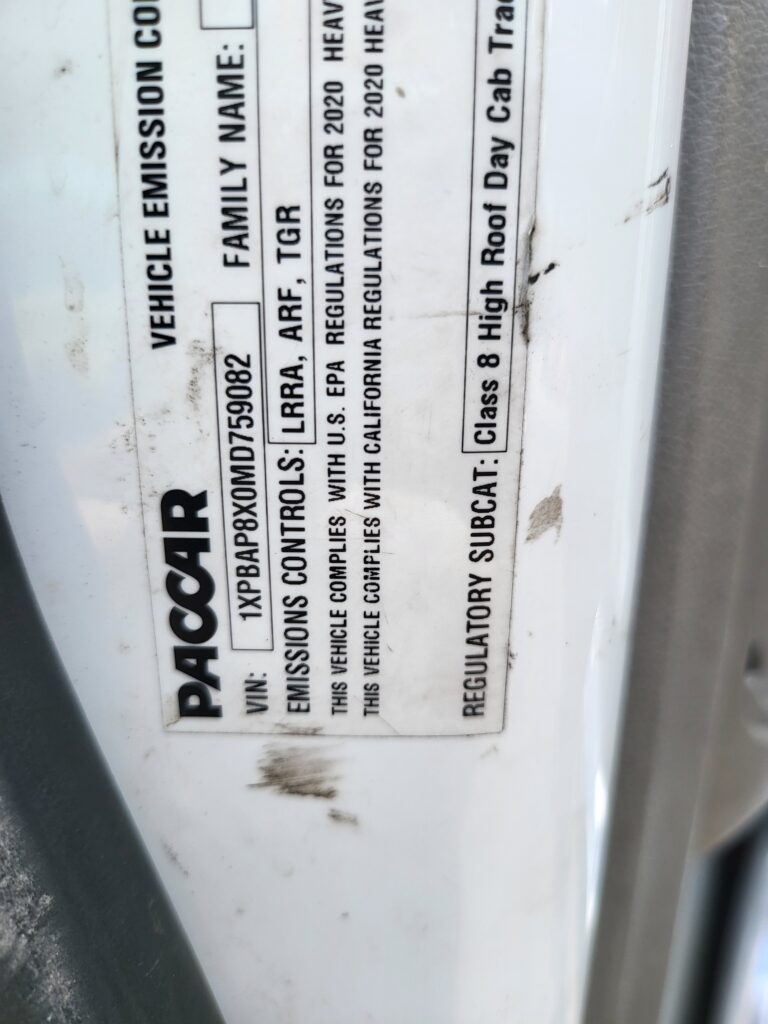 VEHICLE EMISSION
PACCAR
VIN: 1XPBAP8X0MD759082 FAMILY NAME:
EMISSIONS CONTROLS: LRRA, ARF, TGR
THIS VEHICLE COMPLIES WITH U.S. EPA REGULATIONS FOR 2020 HEAV
THIS VEHICLE COMPLIES WITH CALIFORNIA REGULATIONS FOR 2020 HEAV
REGULATORY SUBCAT: Class 8 High Roof Day Cab Trac